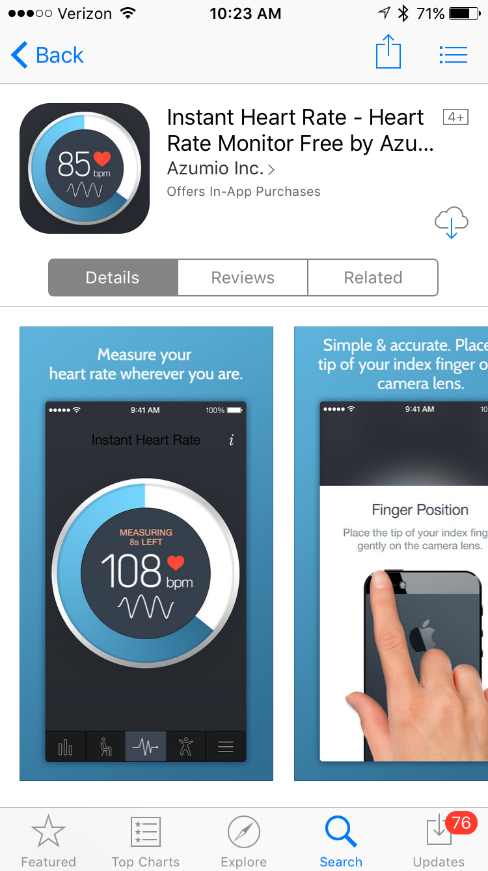 Verizon 10:23 AM 71%
Back
Instant Heart Rate - Heart 4+
Rate Monitor Free by Azu...
Azumio Inc. >
Offers In-App Purchases
85 bpm
Details Reviews Related
Measure your
heart rate wherever you are.
9:41 AM 100%
Instant Heart Rate i
MEASURING
8s LEFT
108 bpm
Simple & accurate. Place
tip of your index finger o
camera lens.
9:41 AM 10
Finger Position
Place the tip of your index fing
gently on the camera lens.
76
Featured Top Charts Explore Search Updates